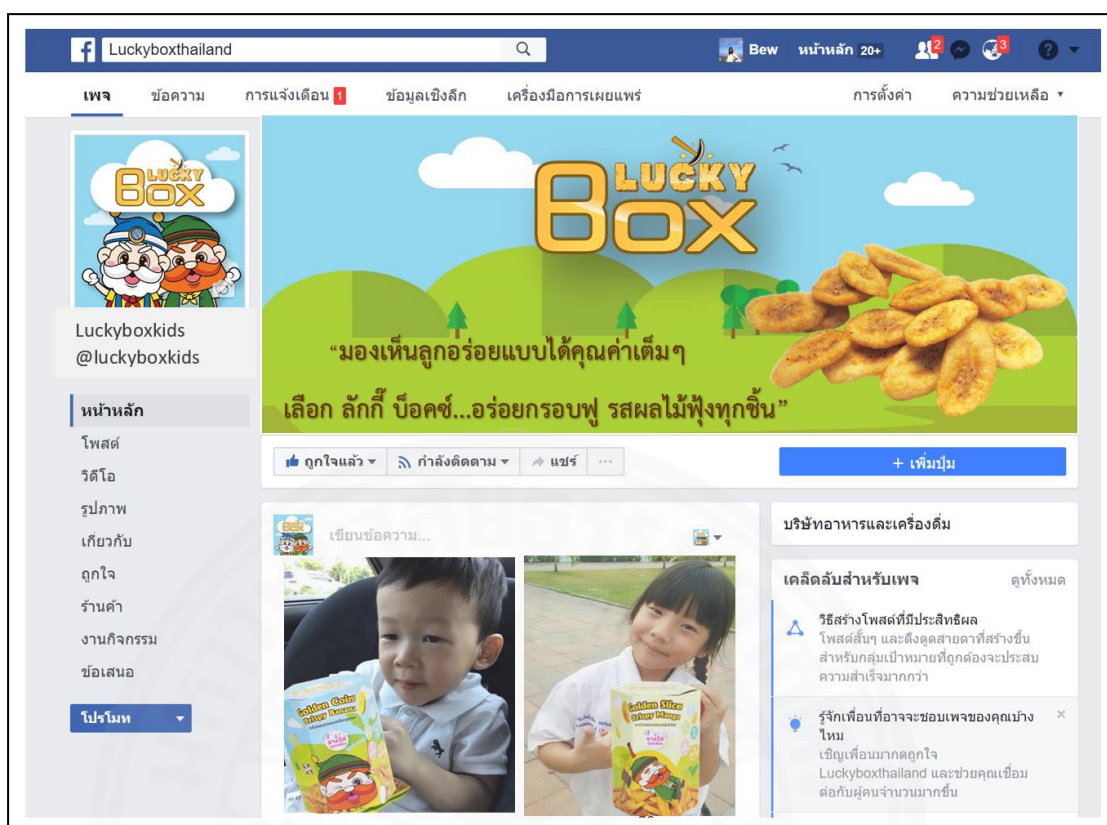 Luckyboxthailand
Bew หน้าหลัก 20+ 2 3
เพจ ข้อความ การแจ้งเตือน 1 ข้อมูลเชิงลึก เครื่องมือการเผยแพร่ การตั้งค่า ความช่วยเหลือ
LUCKY
BOX
LUCKY
BOX
Luckyboxkids
@luckyboxkids
“มองเห็นลูกอร่อยแบบได้คุณค่าเต็มๆ
เลือก ลักกี๊ บ็อคซ์...อร่อยกรอบฟู รสผลไม้ฟุ้งทุกชิ้น”
หน้าหลัก
โพสต์
วิดีโอ
รูปภาพ
เกี่ยวกับ
ถูกใจ
ร้านค้า
งานกิจกรรม
ข้อเสนอ
โปรโมท
ถูกใจแล้ว กำลังติดตาม แชร์ ...
+ เพิ่มปุ่ม
เขียนข้อความ...
Golden Coin
Crispy Banana
รางวัล
Golden Slice
Crispy Mango
รางวัล
บริษัทอาหารและเครื่องดื่ม
เคล็ดลับสำหรับเพจ ดูทั้งหมด
วิธีสร้างโพสต์ที่มีประสิทธิผล
โพสต์สั้นๆ และดึงดูดสายตาที่สร้างขึ้น
สำหรับกลุ่มเป้าหมายที่ถูกต้องจะประสบ
ความสำเร็จมากกว่า
รู้จักเพื่อนที่อาจจะชอบเพจของคุณบ้าง
ไหม
เชิญเพื่อนมากดถูกใจ
Luckyboxthailand และช่วยคุณเชื่อม
ต่อกับผู้คนจำนวนมากขึ้น